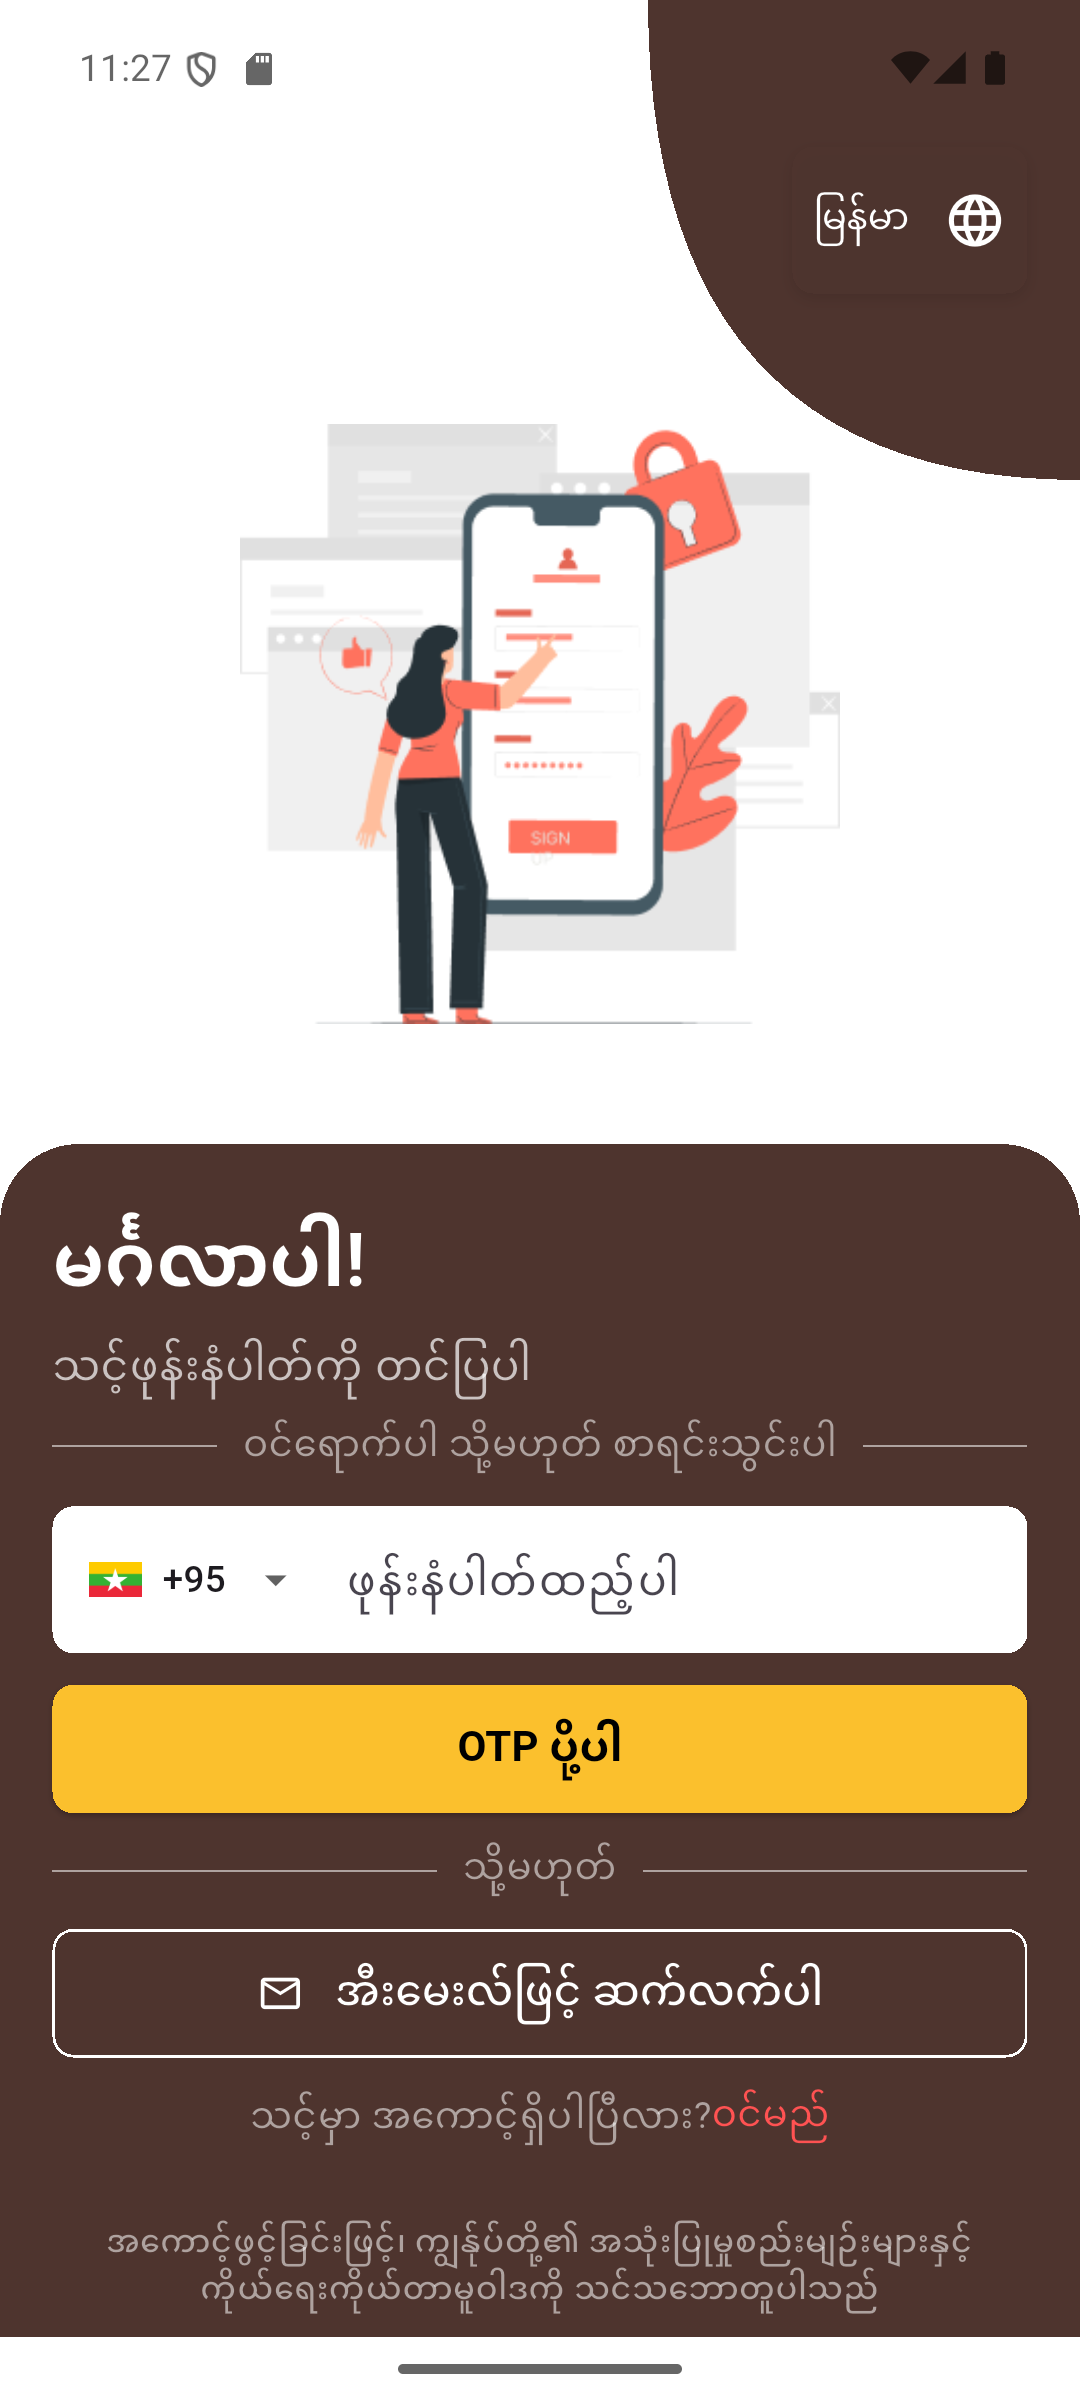 11:27
မြန်မာ
SIGN
UP
မင်္ဂလာပါ!
သင့်ဖုန်းနံပါတ်ကို တင်ပြပါ
ဝင်ရောက်ပါ သို့မဟုတ် စာရင်းသွင်းပါ
+95 ဖုန်းနံပါတ်ထည့်ပါ
OTP ပို့ပါ
သို့မဟုတ်
အီးမေးလ်ဖြင့် ဆက်လက်ပါ
သင့်မှာ အကောင့်ရှိပါပြီလား?ဝင်မည်
အကောင့်ဖွင့်ခြင်းဖြင့်၊ ကျွန်ုပ်တို့၏ အသုံးပြုမှုစည်းမျဉ်းများနှင့်
ကိုယ်ရေးကိုယ်တာမူဝါဒကို သင်သဘောတူပါသည်